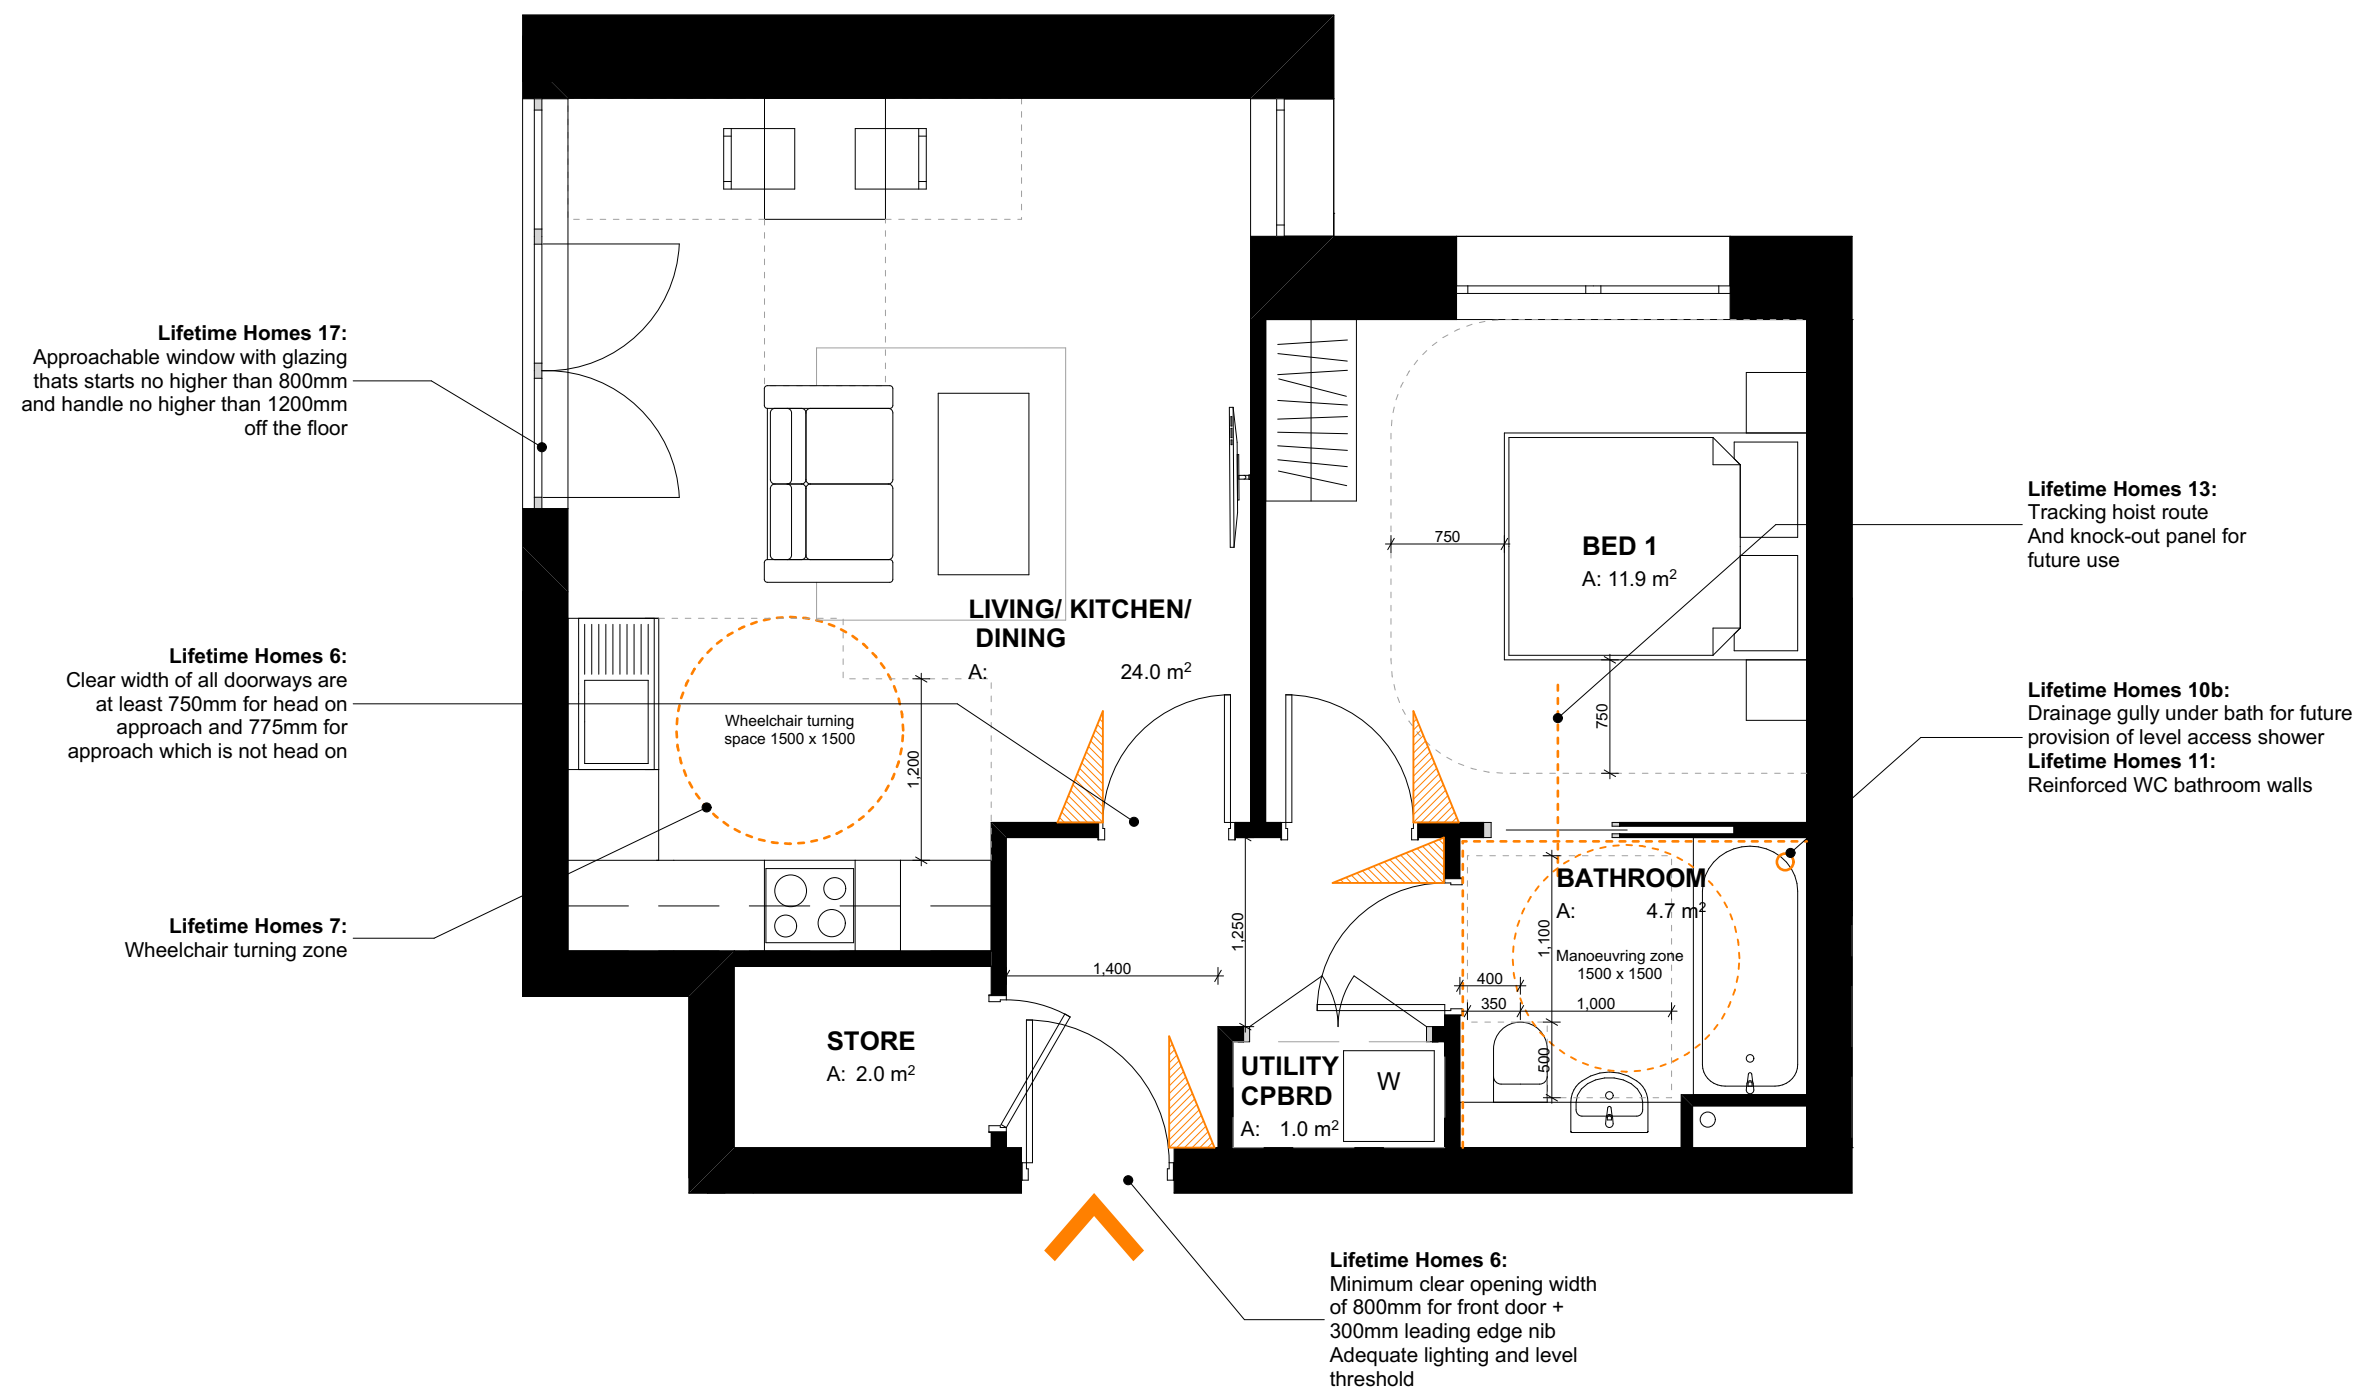 Lifetime Homes 17:
Approachable window with glazing
thats starts no higher than 800mm
and handle no higher than 1200mm
off the floor
Lifetime Homes 6:
Clear width of all doorways are
at least 750mm for head on
approach and 775mm for
approach which is not head on
Lifetime Homes 7:
Wheelchair turning zone
LIVING/ KITCHEN/
DINING
A: 24.0 m²
Wheelchair turning
space 1500 x 1500
1,200
750
BED 1
A: 11.9 m²
750
Lifetime Homes 13:
Tracking hoist route
And knock-out panel for
future use
Lifetime Homes 10b:
Drainage gully under bath for future
provision of level access shower
Lifetime Homes 11:
Reinforced WC bathroom walls
BATHROOM
A: 4.7 m²
Manoeuvring zone
1500 x 1500
1,100
400
350
1,000
500
1,250
1,400
STORE
A: 2.0 m²
UTILITY
CPBRD
A: 1.0 m²
W
Lifetime Homes 6:
Minimum clear opening width
of 800mm for front door +
300mm leading edge nib
Adequate lighting and level
threshold